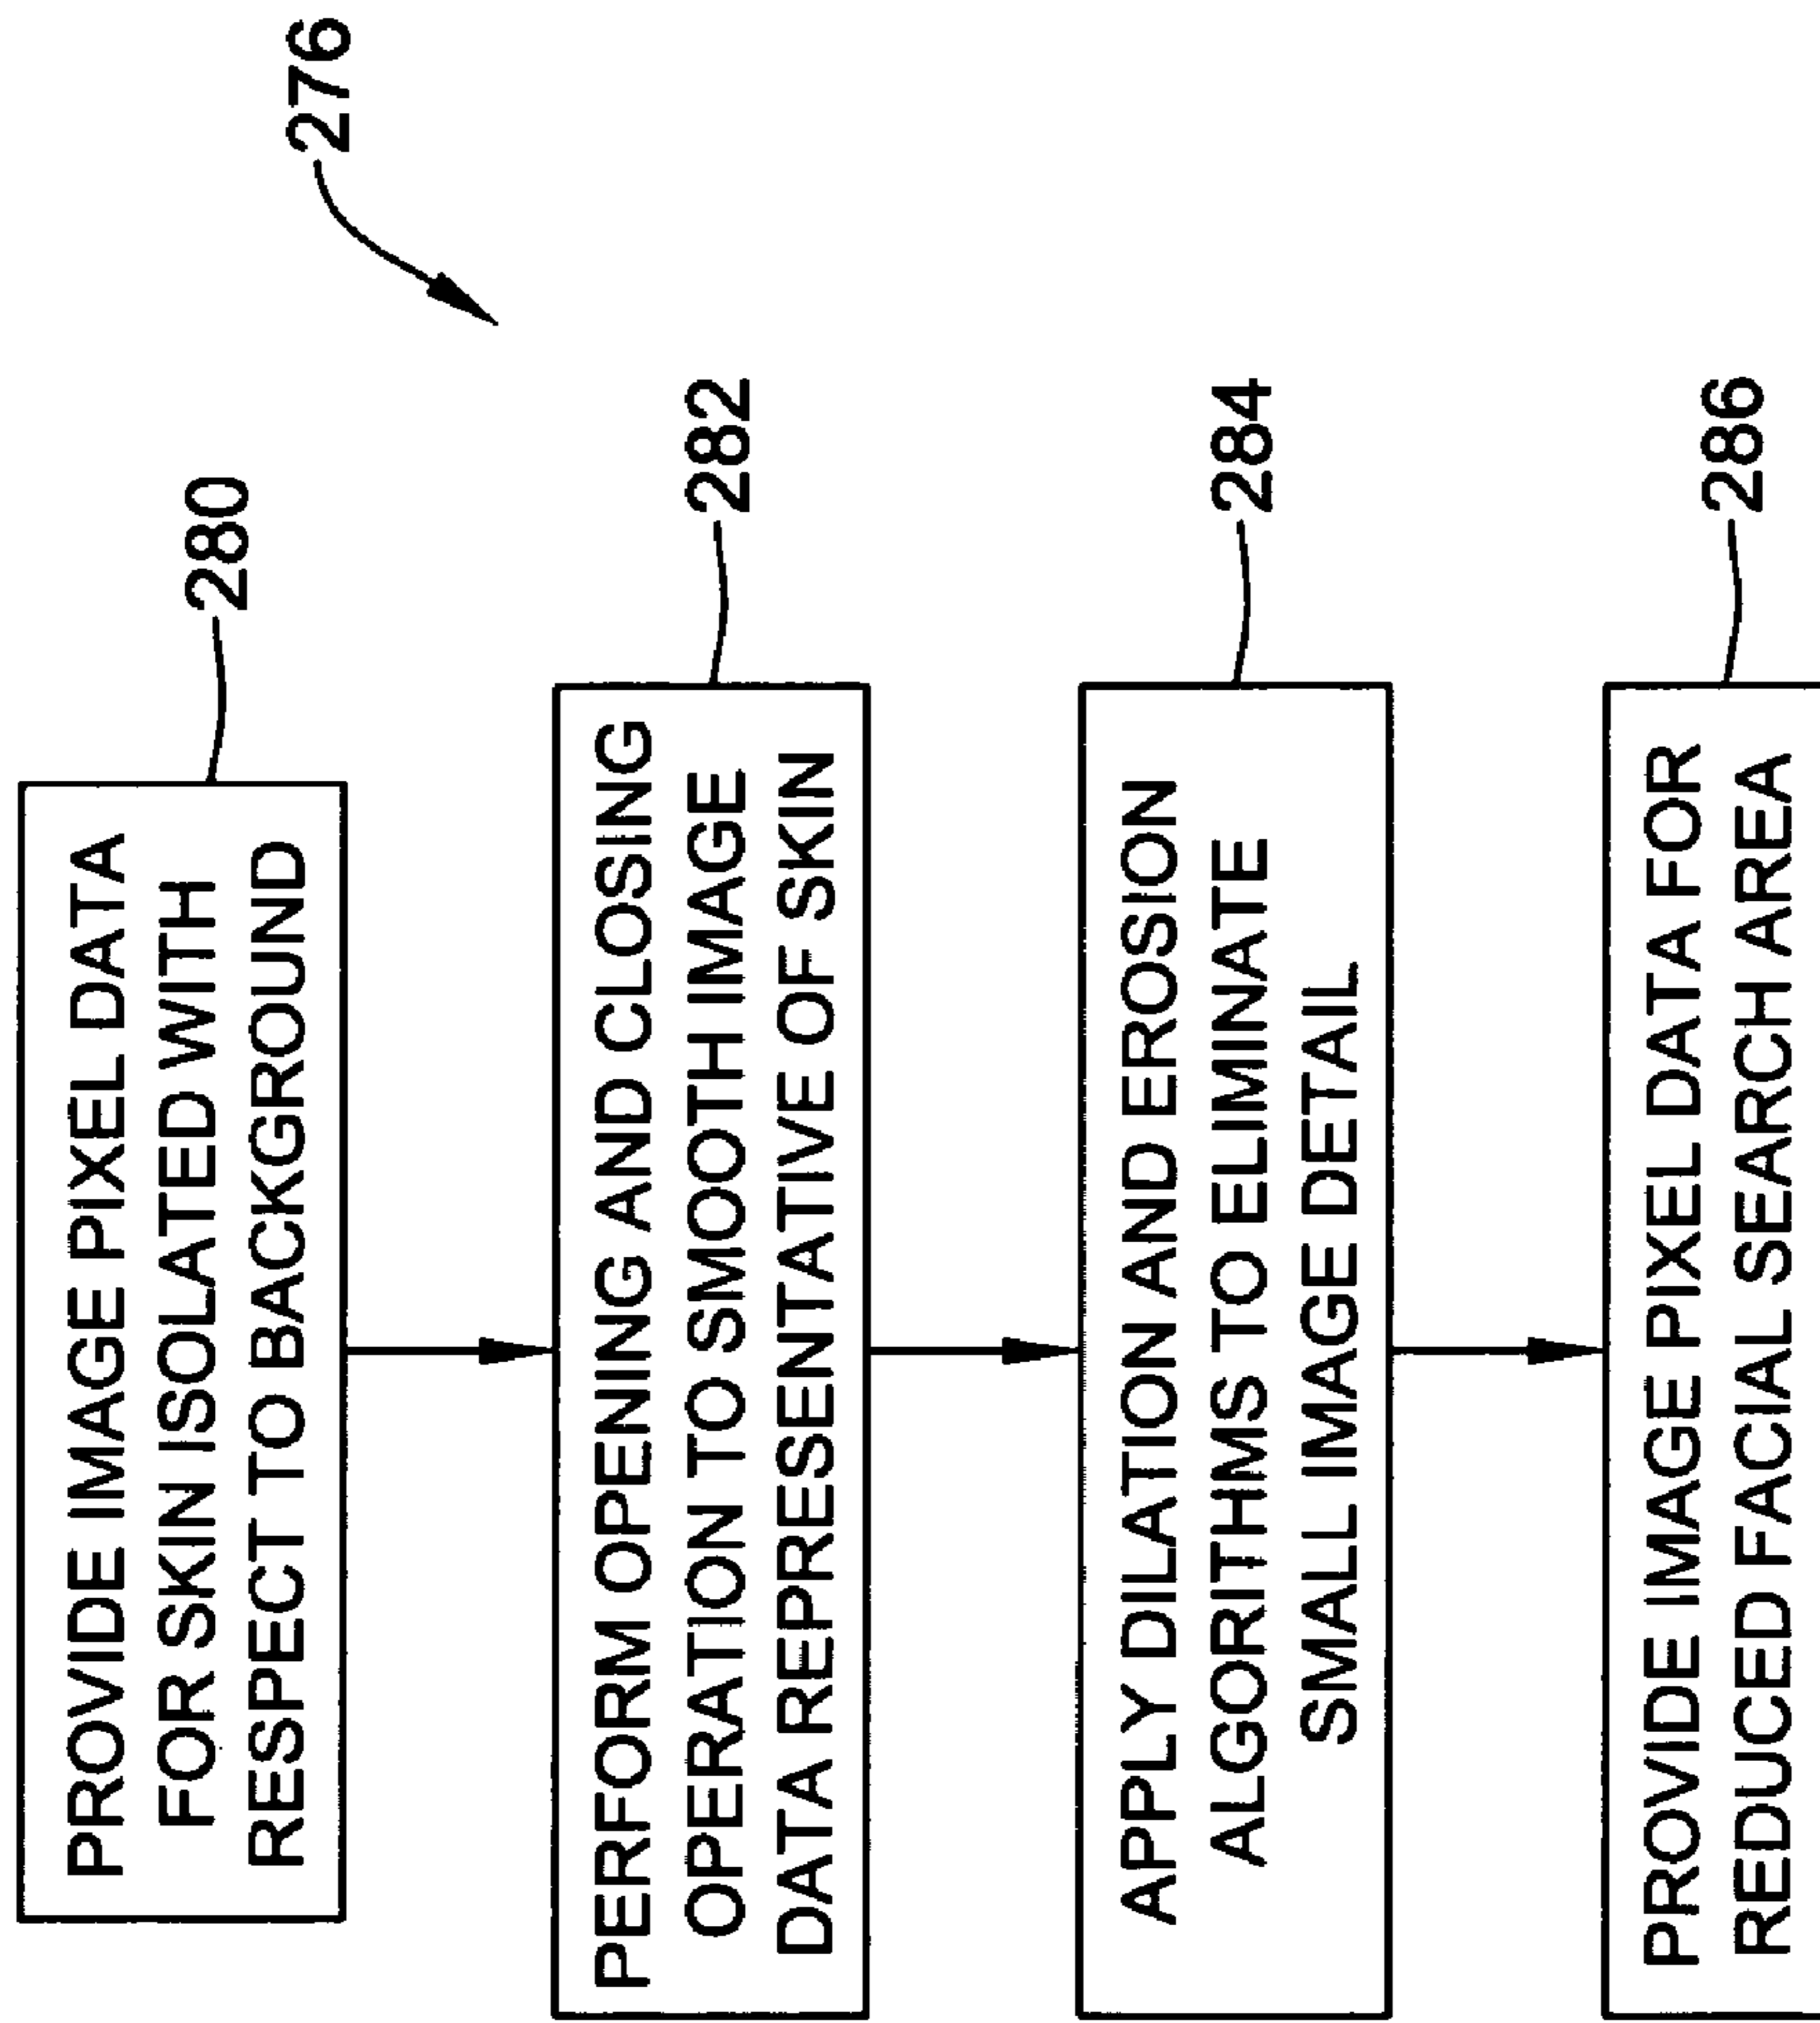 276
PROVIDE IMAGE PIXEL DATA
FOR SKIN ISOLATED WITH
RESPECT TO BACKGROUND
280
PERFORM OPENING AND CLOSING
OPERATION TO SMOOTH IMAGE
DATA REPRESENTATIVE OF SKIN
282
APPLY DILATION AND EROSION
ALGORITHMS TO ELIMINATE
SMALL IMAGE DETAIL
284
PROVIDE IMAGE PIXEL DATA FOR
REDUCED FACIAL SEARCH AREA
286